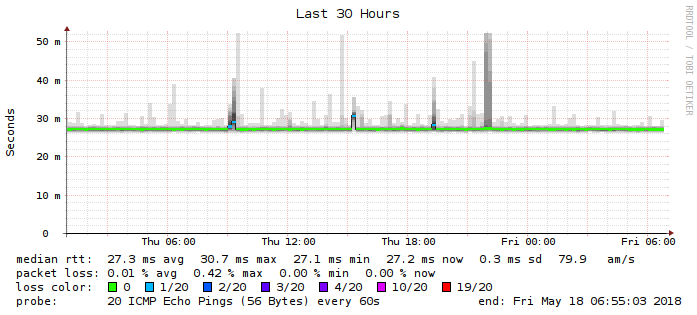 Last 30 Hours
RRDTOOL / TOBI OETIKER
Seconds
50 m
40 m
30 m
20 m
10 m
0
Thu 06:00 Thu 12:00 Thu 18:00 Fri 00:00 Fri 06:00
median rtt: 27.3 ms avg 30.7 ms max 27.1 ms min 27.2 ms now 0.3 ms sd 79.9 am/s
packet loss: 0.01 % avg 0.42 % max 0.00 % min 0.00 % now
loss color: 0 1/20 2/20 3/20 4/20 10/20 19/20
probe: 20 ICMP Echo Pings (56 Bytes) every 60s end: Fri May 18 06:55:03 2018